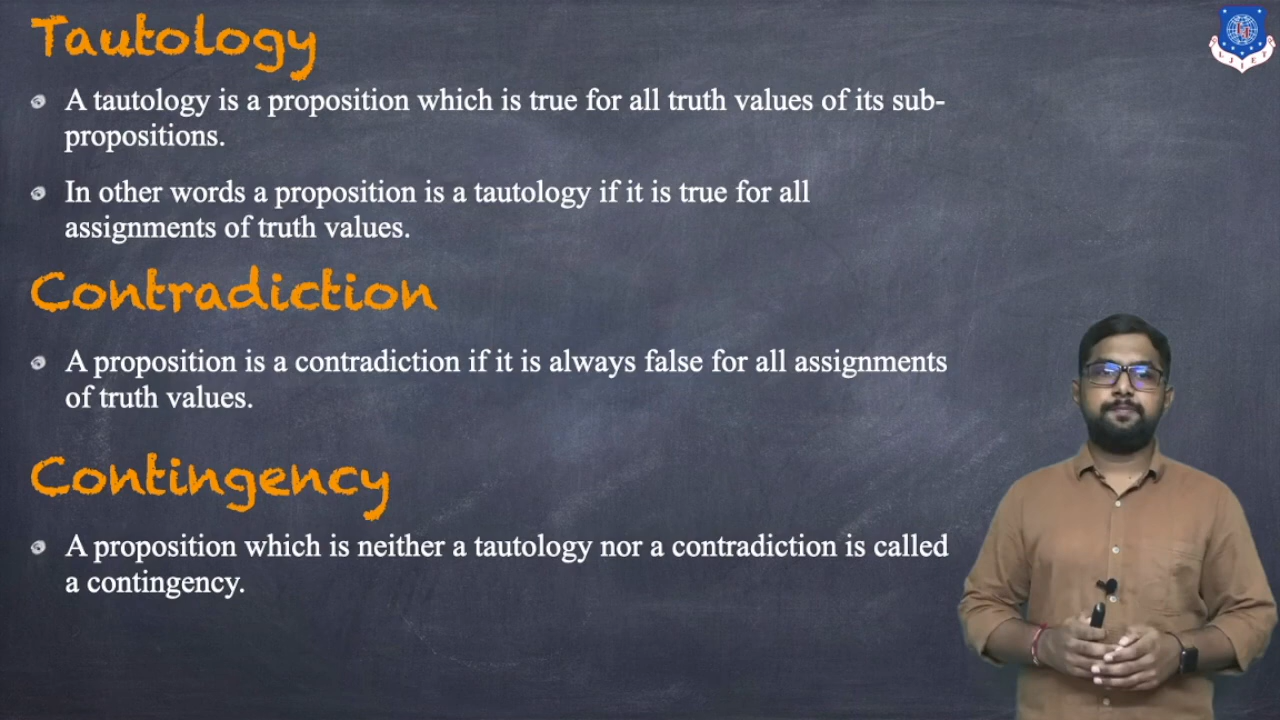 Tautology
A tautology is a proposition which is true for all truth values of its sub-
propositions.
In other words a proposition is a tautology if it is true for all
assignments of truth values.
Contradiction
A proposition is a contradiction if it is always false for all assignments
of truth values.
Contingency
A proposition which is neither a tautology nor a contradiction is called
a contingency.
LJIET